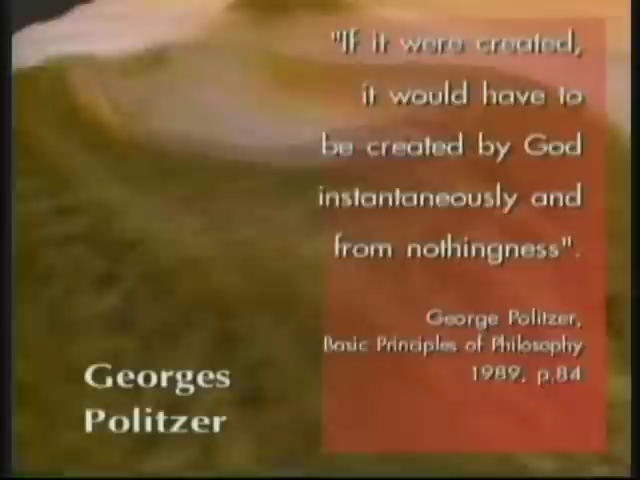 "If it were created,
it would have to
be created by God
instantaneously and
from nothingness".
George Politzer,
Basic Principles of Philosophy
1989, p.84
Georges
Politzer